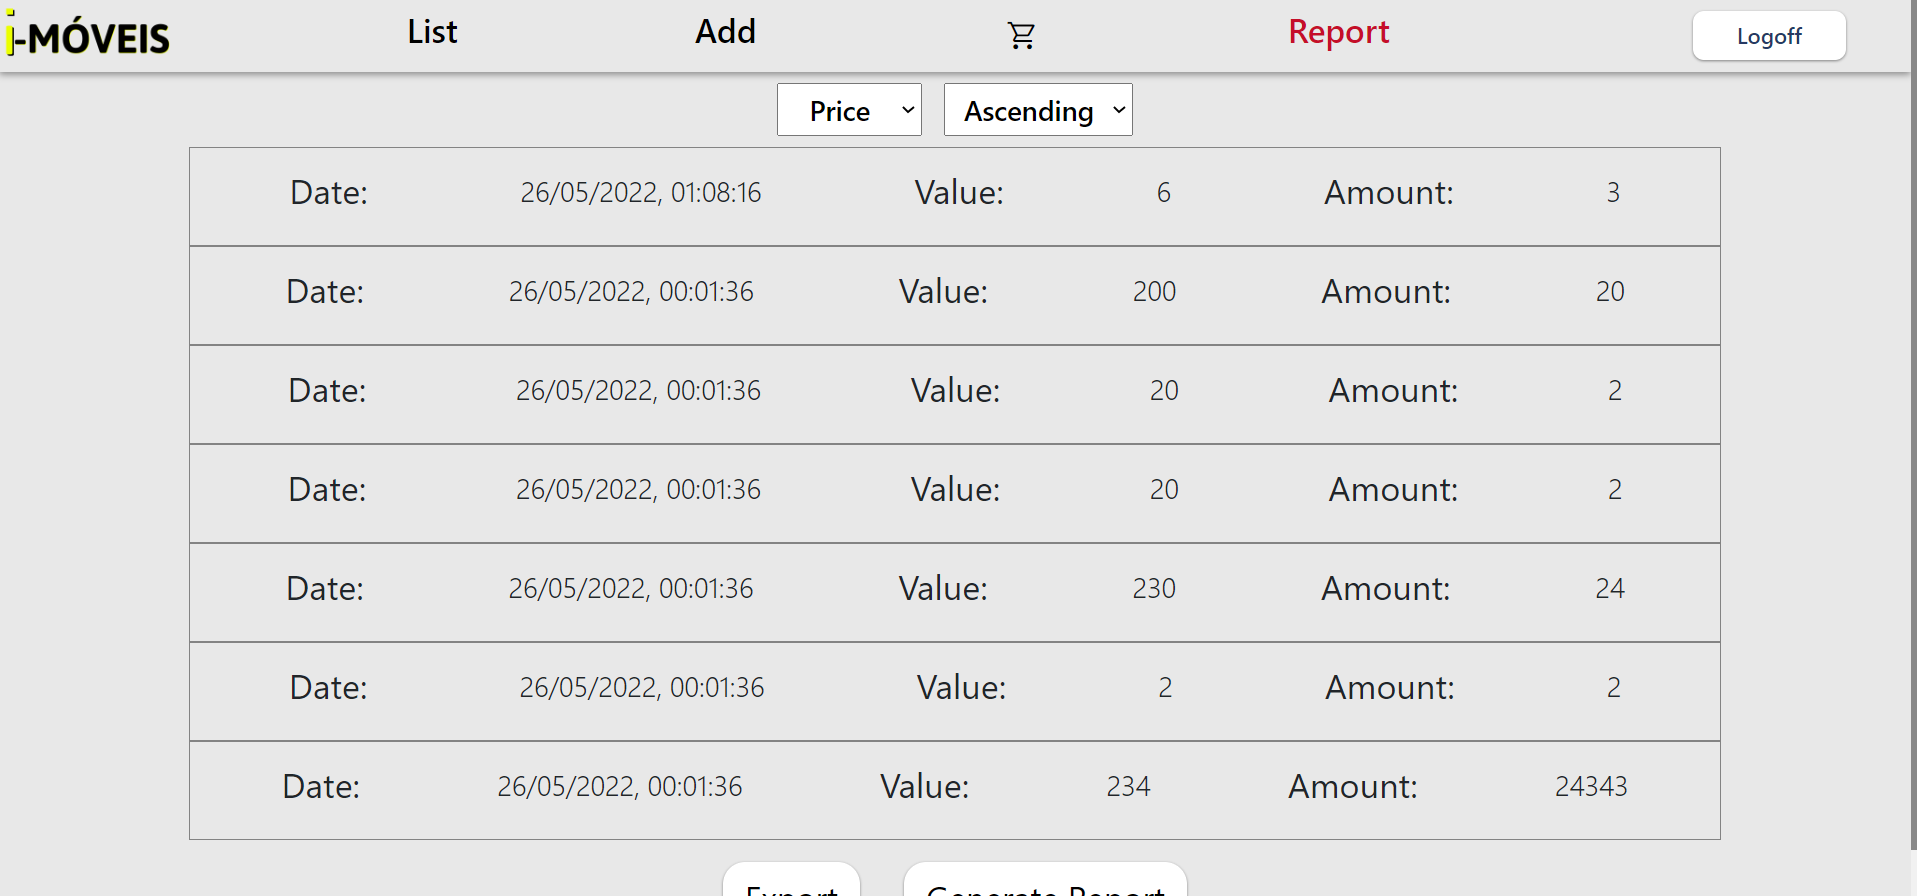 i-MÓVEIS List Add Report Logoff
Price Ascending
Date: 26/05/2022, 01:08:16 Value: 6 Amount: 3
Date: 26/05/2022, 00:01:36 Value: 200 Amount: 20
Date: 26/05/2022, 00:01:36 Value: 20 Amount: 2
Date: 26/05/2022, 00:01:36 Value: 20 Amount: 2
Date: 26/05/2022, 00:01:36 Value: 230 Amount: 24
Date: 26/05/2022, 00:01:36 Value: 2 Amount: 2
Date: 26/05/2022, 00:01:36 Value: 234 Amount: 24343
Export Generate Report